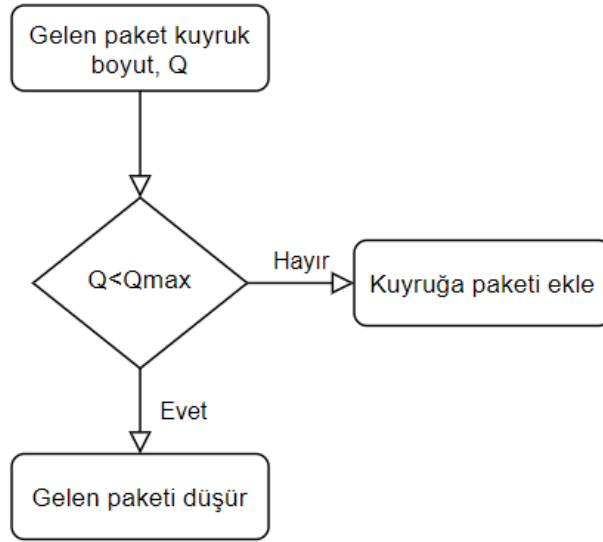 Gelen paket kuyruk
boyut, Q
Q<Qmax
Hayır
Kuyruğa paketi ekle
Evet
Gelen paketi düşür